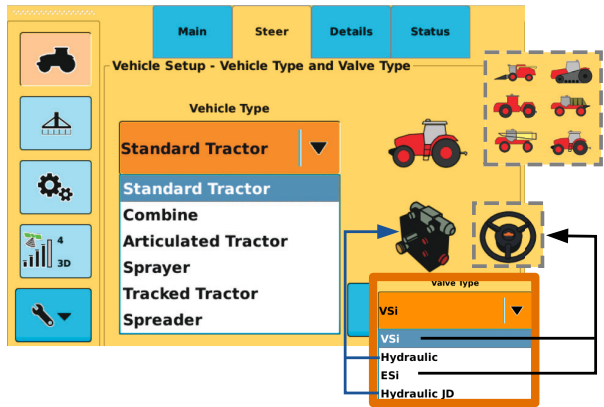 Main
Steer
Details
Status
Vehicle Setup - Vehicle Type and Valve Type
Vehicle Type
Standard Tractor
Standard Tractor
Combine
Articulated Tractor
Sprayer
Tracked Tractor
Spreader
4
3D
Valve Type
VSi
VSi
Hydraulic
ESi
Hydraulic JD